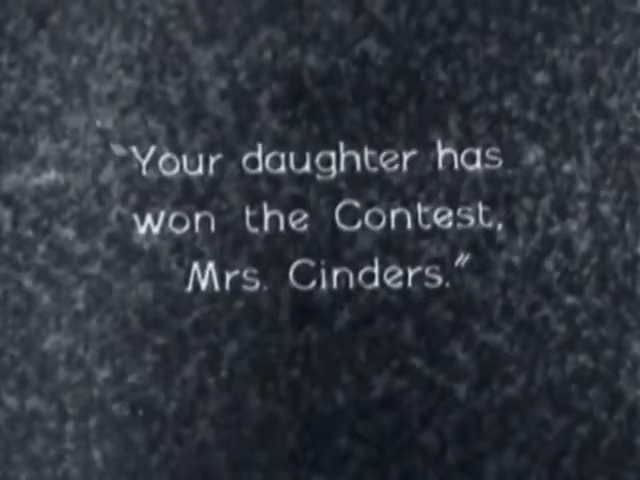 "Your daughter has
won the Contest,
Mrs. Cinders."